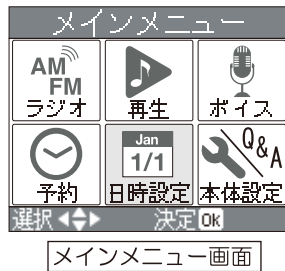 メインメニュー
AM
FM
ラジオ
再生
ボイス
予約
Jan
1/1
日時設定
Q&A
本体設定
選択 決定 OK
メインメニュー画面